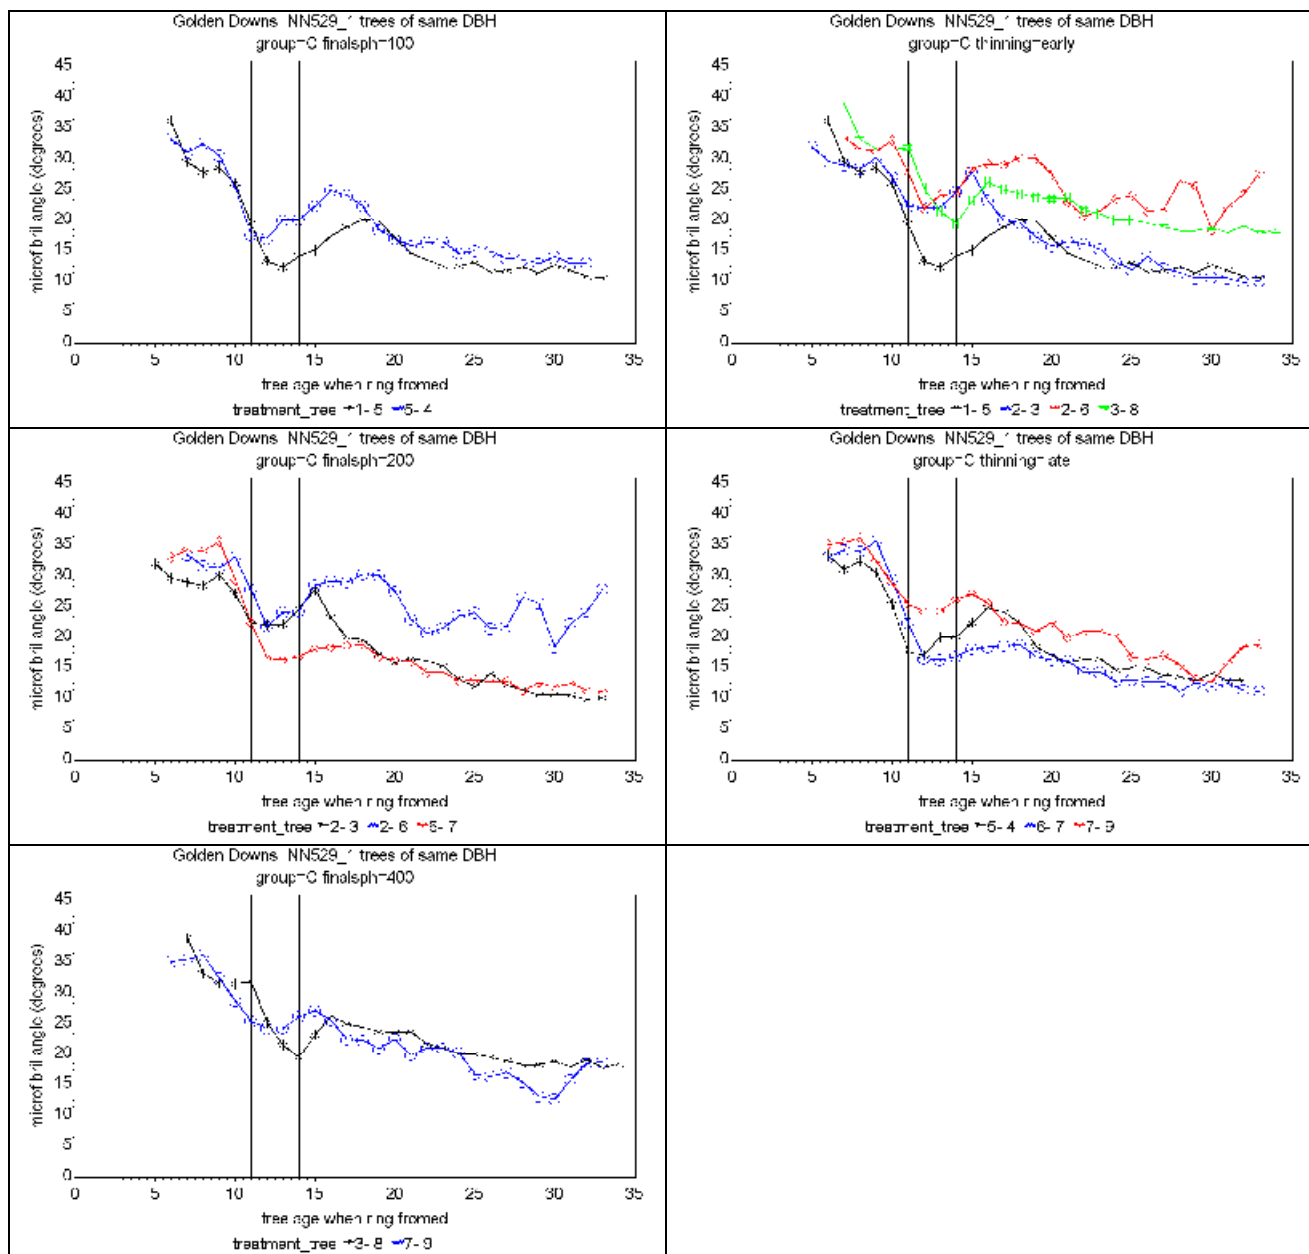 Golden Downs NN529_1 trees of same DBH
group=C finalsph=100
microfibril angle (degrees)
45
40
35
30
25
20
15
10
5
0
0 5 10 15 20 25 30 35
tree age when ring fromed
treatment_tree 1-5 5-4
Golden Downs NN529_1 trees of same DBH
group=C thinning=early
microfibril angle (degrees)
45
40
35
30
25
20
15
10
5
0
0 5 10 15 20 25 30 35
tree age when ring fromed
treatment_tree 1-5 2-3 2-6 3-8
Golden Downs NN529_1 trees of same DBH
group=C finalsph=200
microfibril angle (degrees)
45
40
35
30
25
20
15
10
5
0
0 5 10 15 20 25 30 35
tree age when ring fromed
treatment_tree 2-3 2-6
Golden Downs NN529_1 trees of same DBH
group=C thinning=late
microfibril angle (degrees)
45
40
35
30
25
20
15
10
5
0
0 5 10 15 20 25 30 35
tree age when ring fromed
treatment_tree 5-4 6-7 7-9
Golden Downs NN529_1 trees of same DBH
group=C finalsph=400
microfibril angle (degrees)
45
40
35
30
25
20
15
10
5
0
0 5 10 15 20 25 30 35
tree age when ring fromed
treatment_tree 3-8 7-9